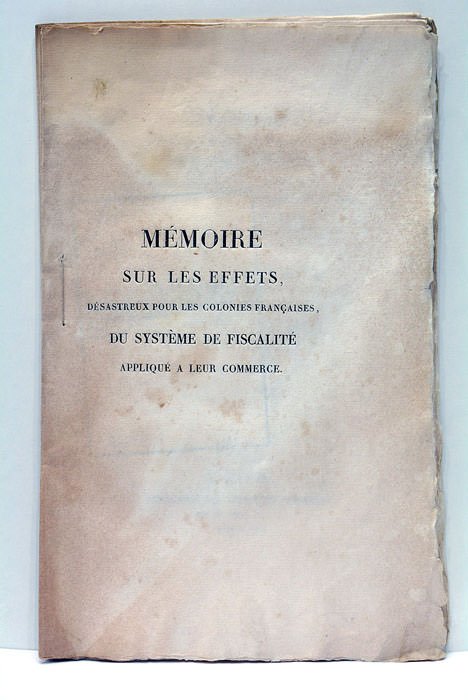 MÉMOIRE
SUR LES EFFETS,
DÉSASTREUX POUR LES COLONIES FRANÇAISES,
DU SYSTÈME DE FISCALITÉ
APPLIQUÉ A LEUR COMMERCE.